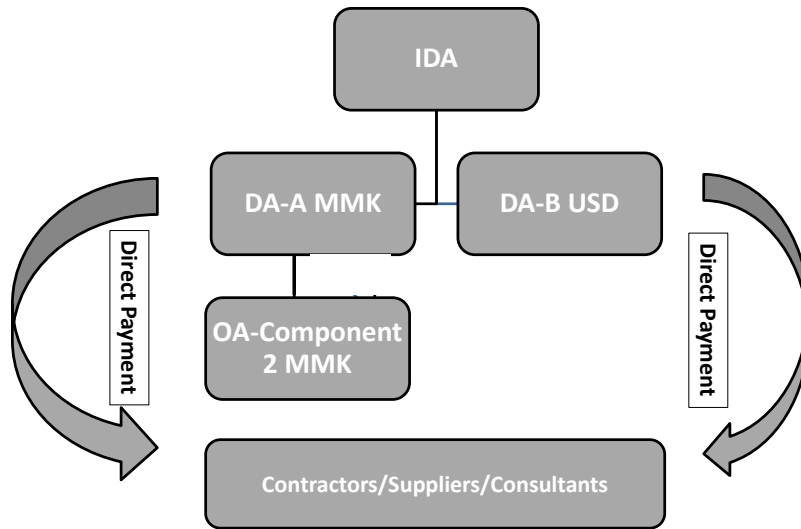 IDA
DA-A MMK
DA-B USD
Direct Payment
Direct Payment
OA-Component
2 MMK
Contractors/Suppliers/Consultants